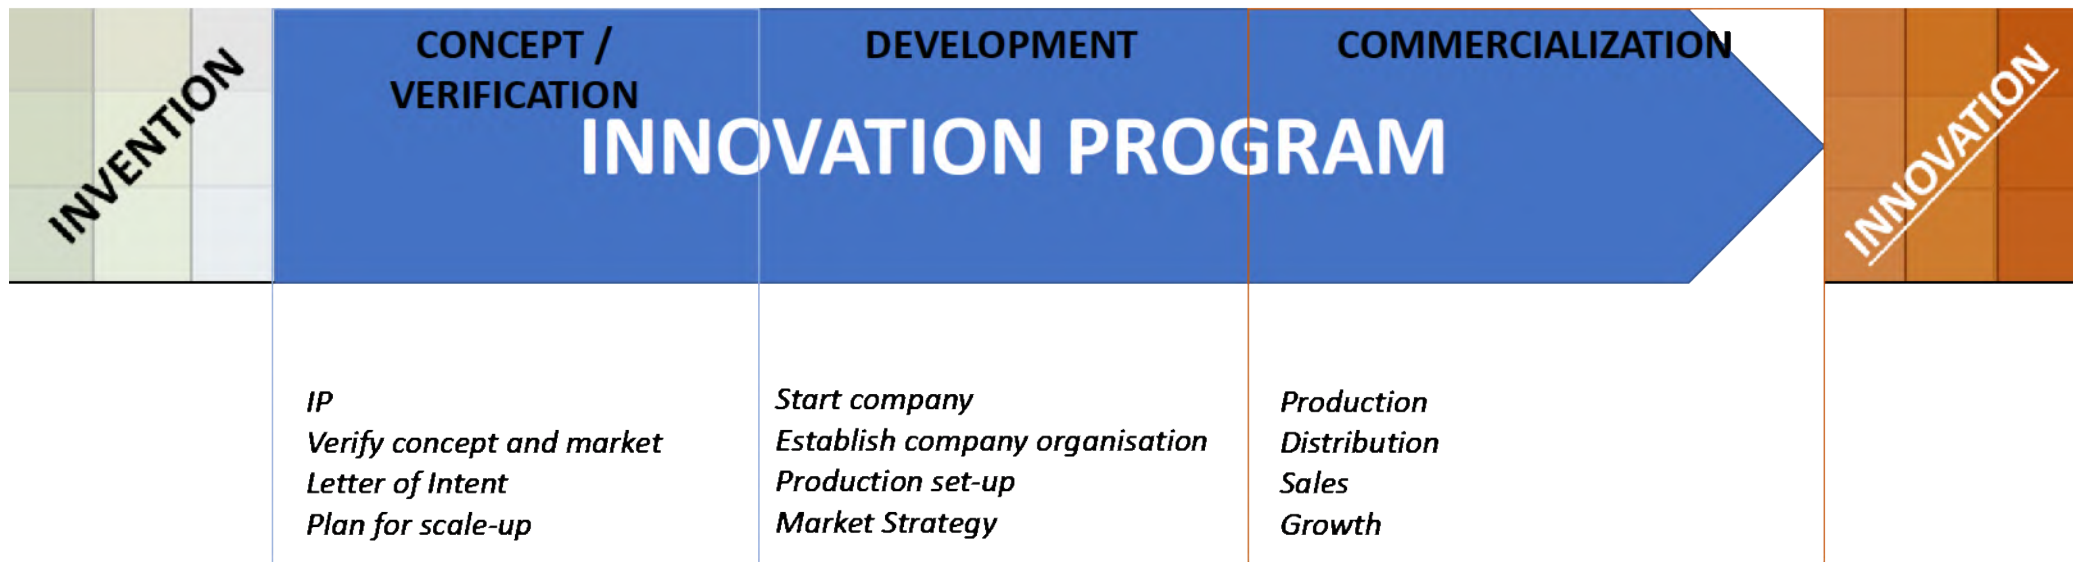 INVENTION
CONCEPT /
VERIFICATION
DEVELOPMENT
COMMERCIALIZATION
INNOVATION PROGRAM
INNOVATION
IP
Verify concept and market
Letter of Intent
Plan for scale-up
Start company
Establish company organisation
Production set-up
Market Strategy
Production
Distribution
Sales
Growth